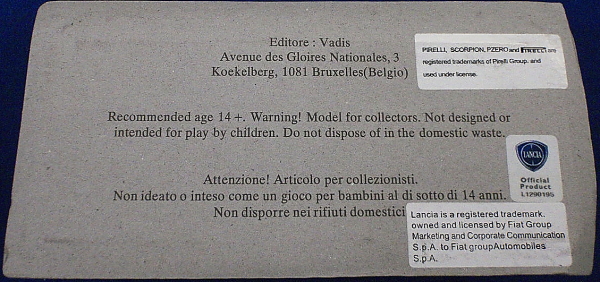 Editore : Vadis
Avenue des Gloires Nationales, 3
Koekelberg, 1081 Bruxelles(Belgio)
PIRELLI, SCORPION, PZERO and PIRELLI are
registered trademarks of Pirelli Group. and
used under license.
Recommended age 14 +. Warning! Model for collectors. Not designed or
intended for play by children. Do not dispose of in the domestic waste.
LANCIA
Official
Product
L1290195
Attenzione! Articolo per collezionisti.
Non ideato o inteso come un gioco per bambini al di sotto di 14 anni.
Non disporre nei rifiuti domestici
Lancia is a registered trademark.
owned and licensed by Fiat Group
Marketing and Corporate Communication
S.p.A. to Fiat groupAutomobiles
S.p.A.